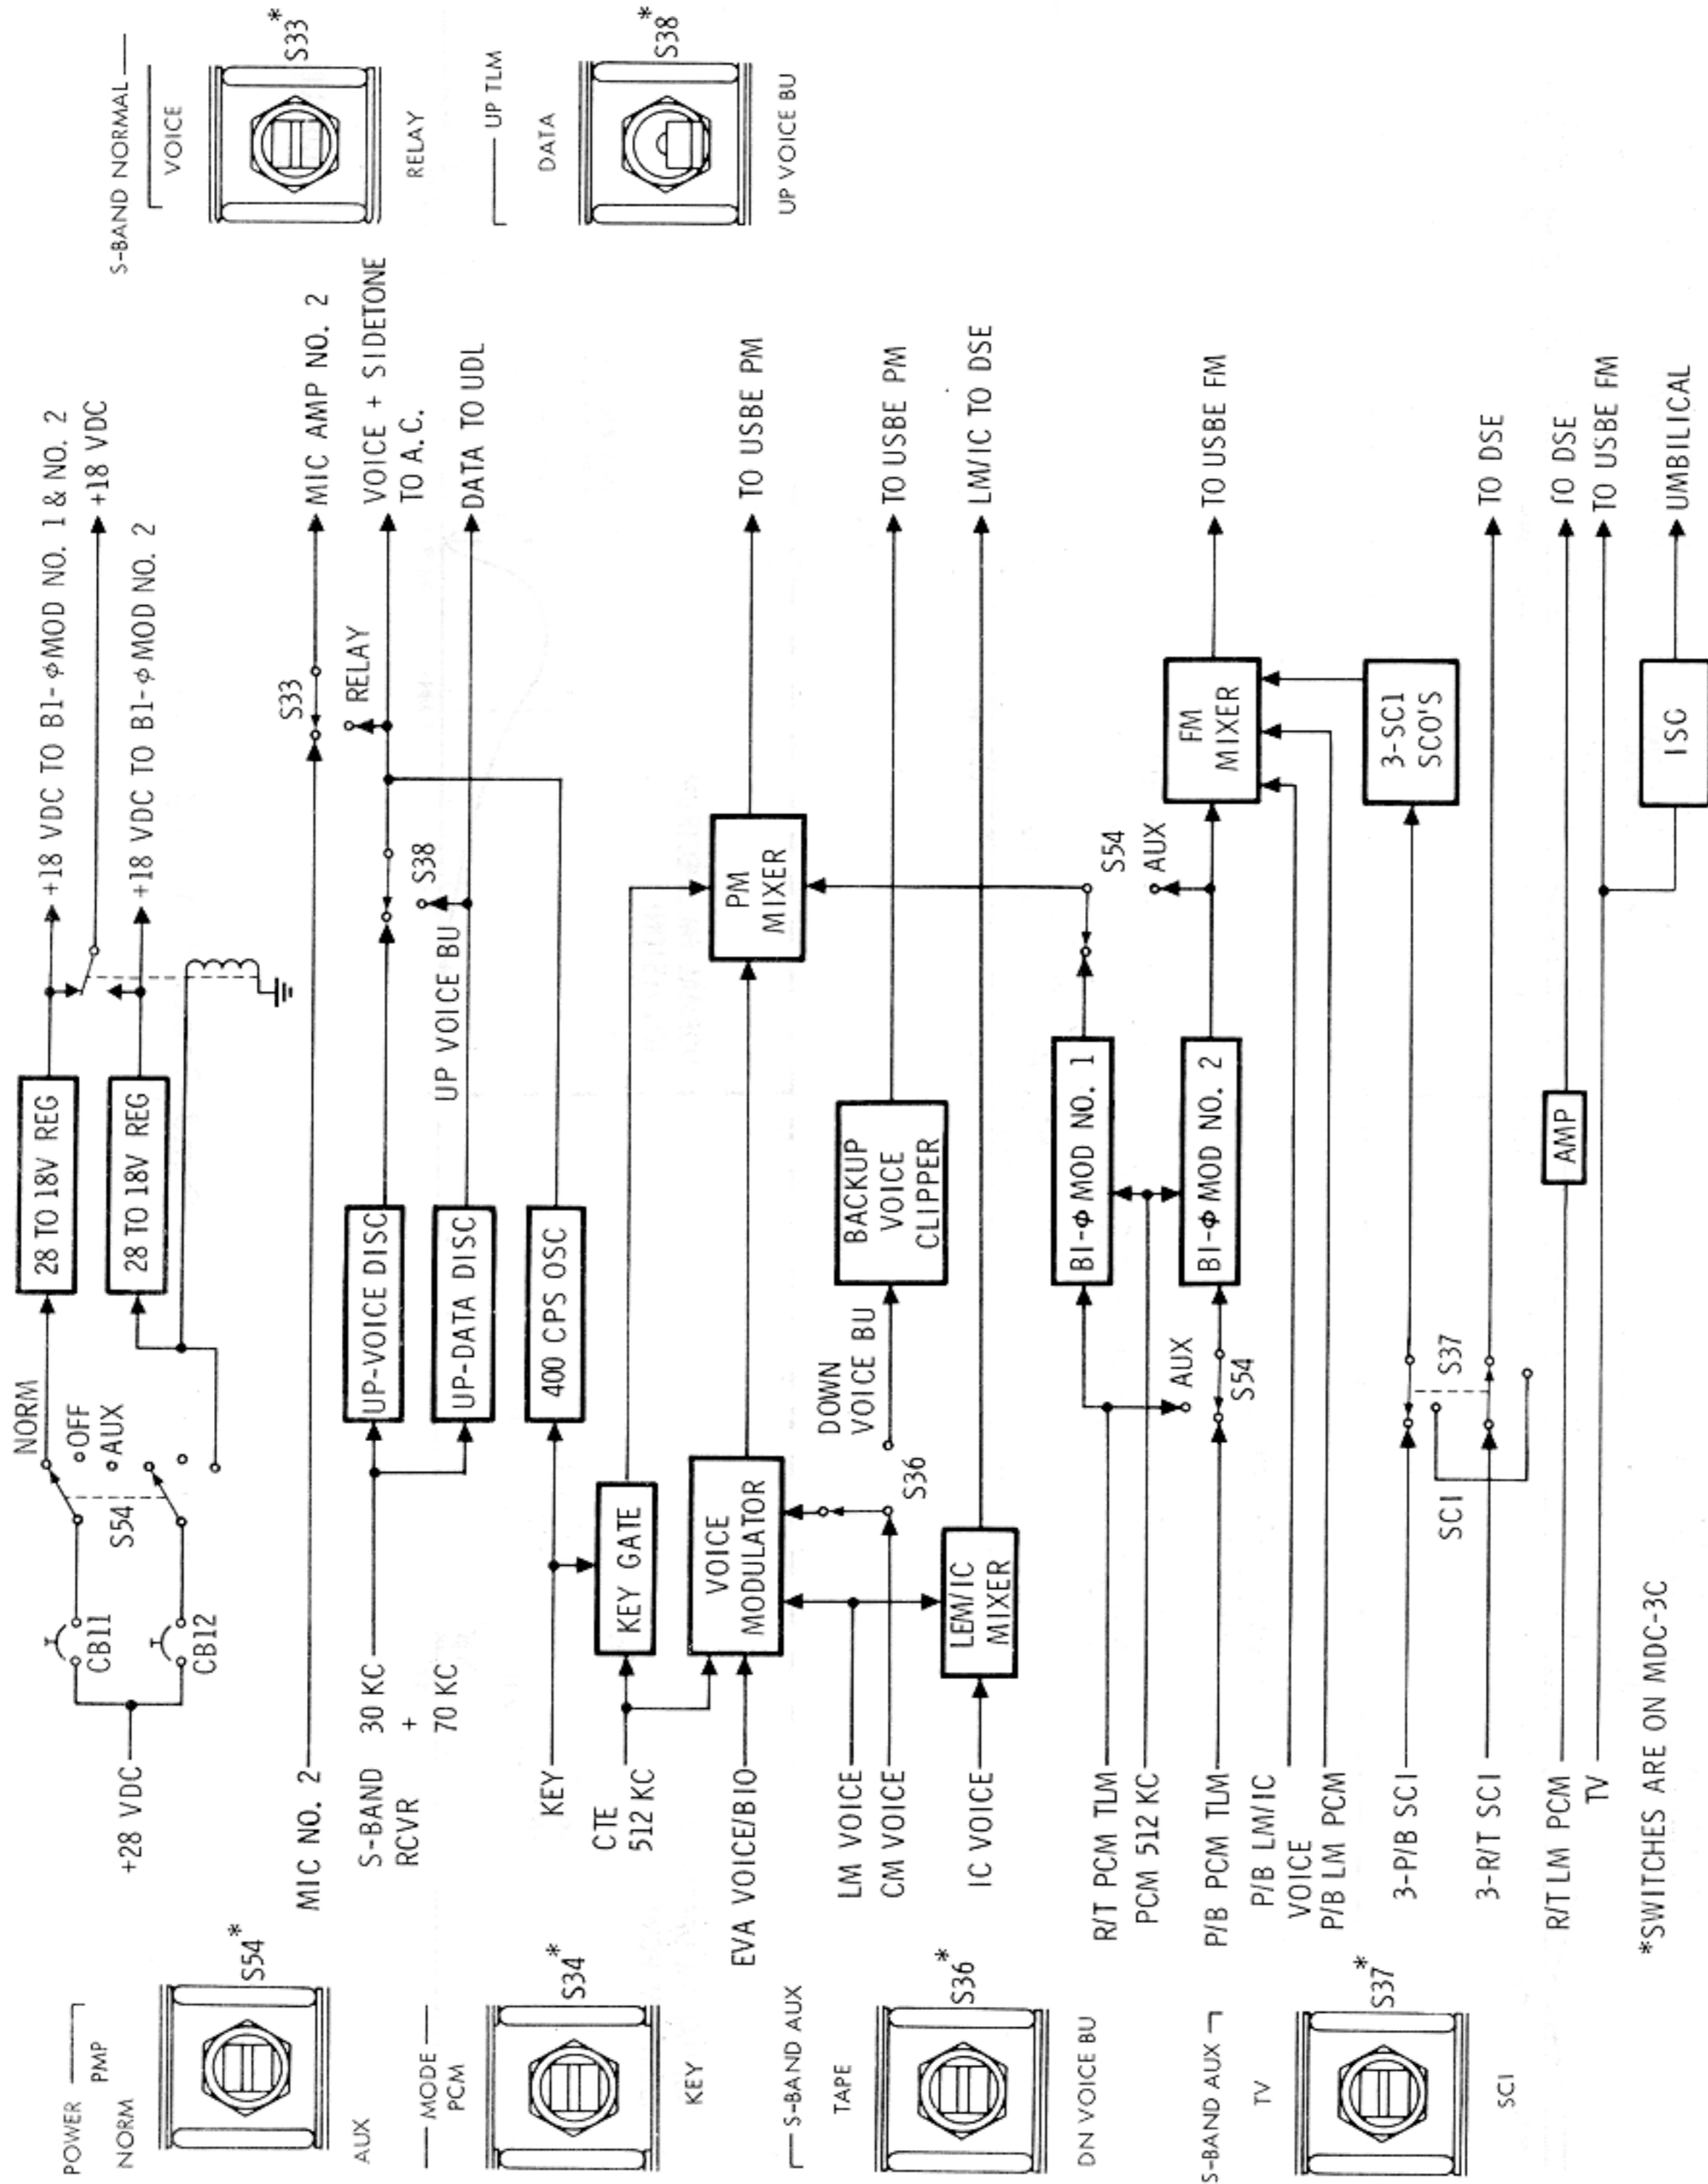 POWER
PMP
NORM
S54*
AUX
MODE
PCM
S34*
KEY
S-BAND AUX
TAPE
S36*
DN VOICE BU
S-BAND AUX
TV
S37*
SCI
+28 VDC
CB11
CB12
S54
NORM
OFF
AUX
28 TO 18V REG
28 TO 18V REG
+18 VDC TO B1-φ MOD NO. 1 & NO. 2
+18 VDC
+18 VDC TO B1-φ MOD NO. 2
MIC NO. 2
S33
MIC AMP NO. 2
RELAY
S-BAND RCVR
30 KC
+
70 KC
UP-VOICE DISC
VOICE + SIDETONE
TO A.C.
S38
UP VOICE BU
UP-DATA DISC
DATA TO UDL
KEY
400 CPS OSC
CTE
512 KC
KEY GATE
EVA VOICE/BIO
VOICE
MODULATOR
PM
MIXER
TO USBE PM
LM VOICE
CM VOICE
S36
DOWN
VOICE BU
BACKUP
VOICE
CLIPPER
TO USBE PM
IC VOICE
LEM/IC
MIXER
LM/IC TO DSE
R/T PCM TLM
PCM 512 KC
BI-φ MOD NO. 1
S54
AUX
AUX
P/B PCM TLM
S54
BI-φ MOD NO. 2
P/B LM/IC
VOICE
P/B LM PCM
FM
MIXER
TO USBE FM
3-P/B SCI
3-SC1
SCO'S
S37
SCI
3-R/T SCI
TO DSE
R/T LM PCM
AMP
TO DSE
TV
TO USBE FM
ISC
UMBILICAL
*SWITCHES ARE ON MDC-3C
S-BAND NORMAL
VOICE
S33*
RELAY
UP TLM
DATA
S38*
UP VOICE BU